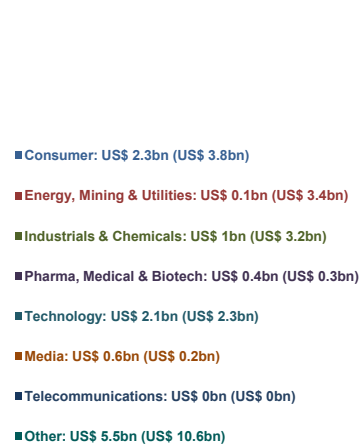 Consumer: US$ 2.3bn (US$ 3.8bn)
Energy, Mining & Utilities: US$ 0.1bn (US$ 3.4bn)
Industrials & Chemicals: US$ 1bn (US$ 3.2bn)
Pharma, Medical & Biotech: US$ 0.4bn (US$ 0.3bn)
Technology: US$ 2.1bn (US$ 2.3bn)
Media: US$ 0.6bn (US$ 0.2bn)
Telecommunications: US$ 0bn (US$ 0bn)
Other: US$ 5.5bn (US$ 10.6bn)